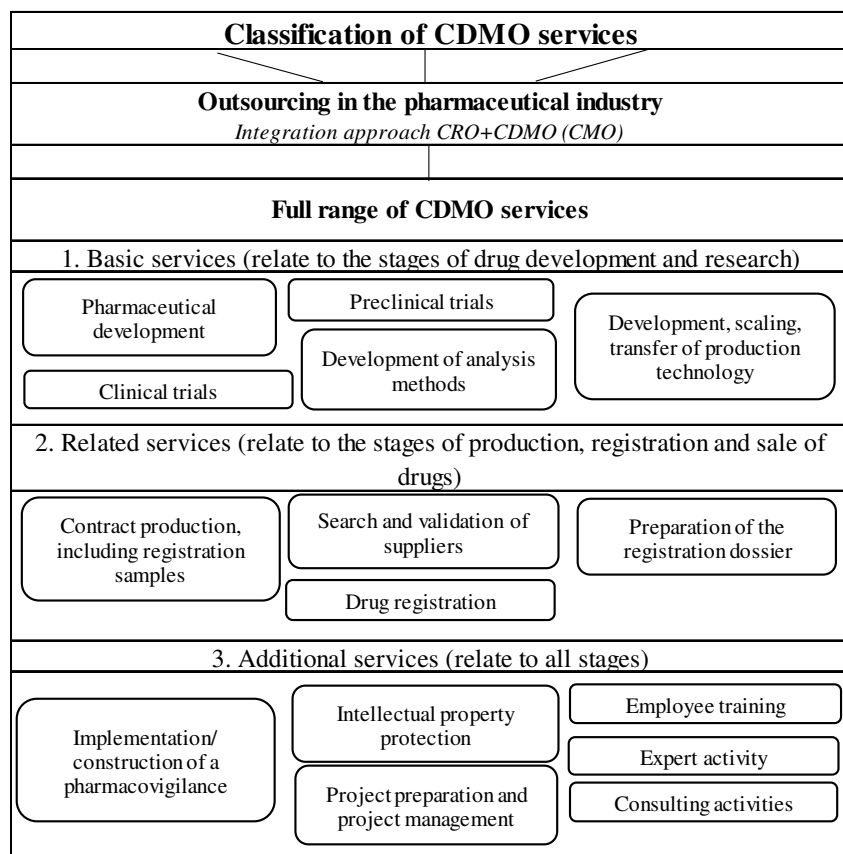 Classification of CDMO services
Outsourcing in the pharmaceutical industry
Integration approach CRO+CDMO (CMO)
Full range of CDMO services
1. Basic services (relate to the stages of drug development and research)
Pharmaceutical
development
Preclinical trials
Development, scaling,
transfer of production
technology
Clinical trials
Development of analysis
methods
2. Related services (relate to the stages of production, registration and sale of
drugs)
Contract production,
including registration
samples
Search and validation of
suppliers
Preparation of the
registration dossier
Drug registration
3. Additional services (relate to all stages)
Implementation/
construction of a
pharmacovigilance
Intellectual property
protection
Employee training
Expert activity
Project preparation and
project management
Consulting activities